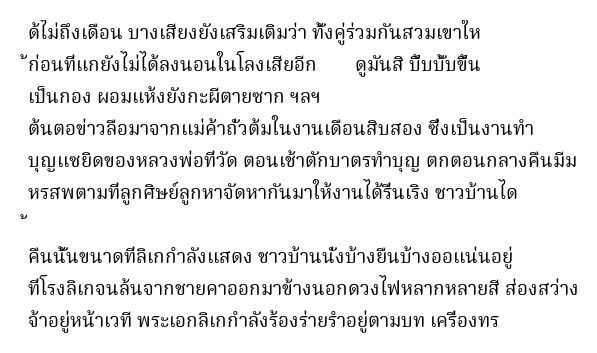 ด้ไม่ถึงเดือน บางเสียงยังเสริมเติมว่า ทั้งคู่ร่วมกันสวมเขาให
้ก่อนที่แกยังไม่ได้ลงนอนในโลงเสียอีก ดูมันสิ บึบบั๊บขึ้น
เป็นกอง ผอมแห้งยังกะผีตายซาก ฯลฯ
ต้นตอข่าวลือมาจากแม่ค้าถั่วต้มในงานเดือนสิบสอง ซึ่งเป็นงานทำ
บุญแซยิดของหลวงพ่อที่วัด ตอนเช้าตักบาตรทำบุญ ตกตอนกลางคืนมีม
หรสพตามที่ลูกศิษย์ลูกหาจัดหากันมาให้งานได้รื่นเริง ชาวบ้านได
้
คืนนั้นขนาดที่ลิเกกำลังแสดง ชาวบ้านนั่งบ้างยืนบ้างออแน่นอยู่
ที่โรงลิเกจนล้นจากชายคาออกมาข้างนอกดวงไฟหลากหลายสี ส่องสว่าง
จ้าอยู่หน้าเวที พระเอกลิเกกำลังร้องร่ายรำอยู่ตามบท เครื่องทร